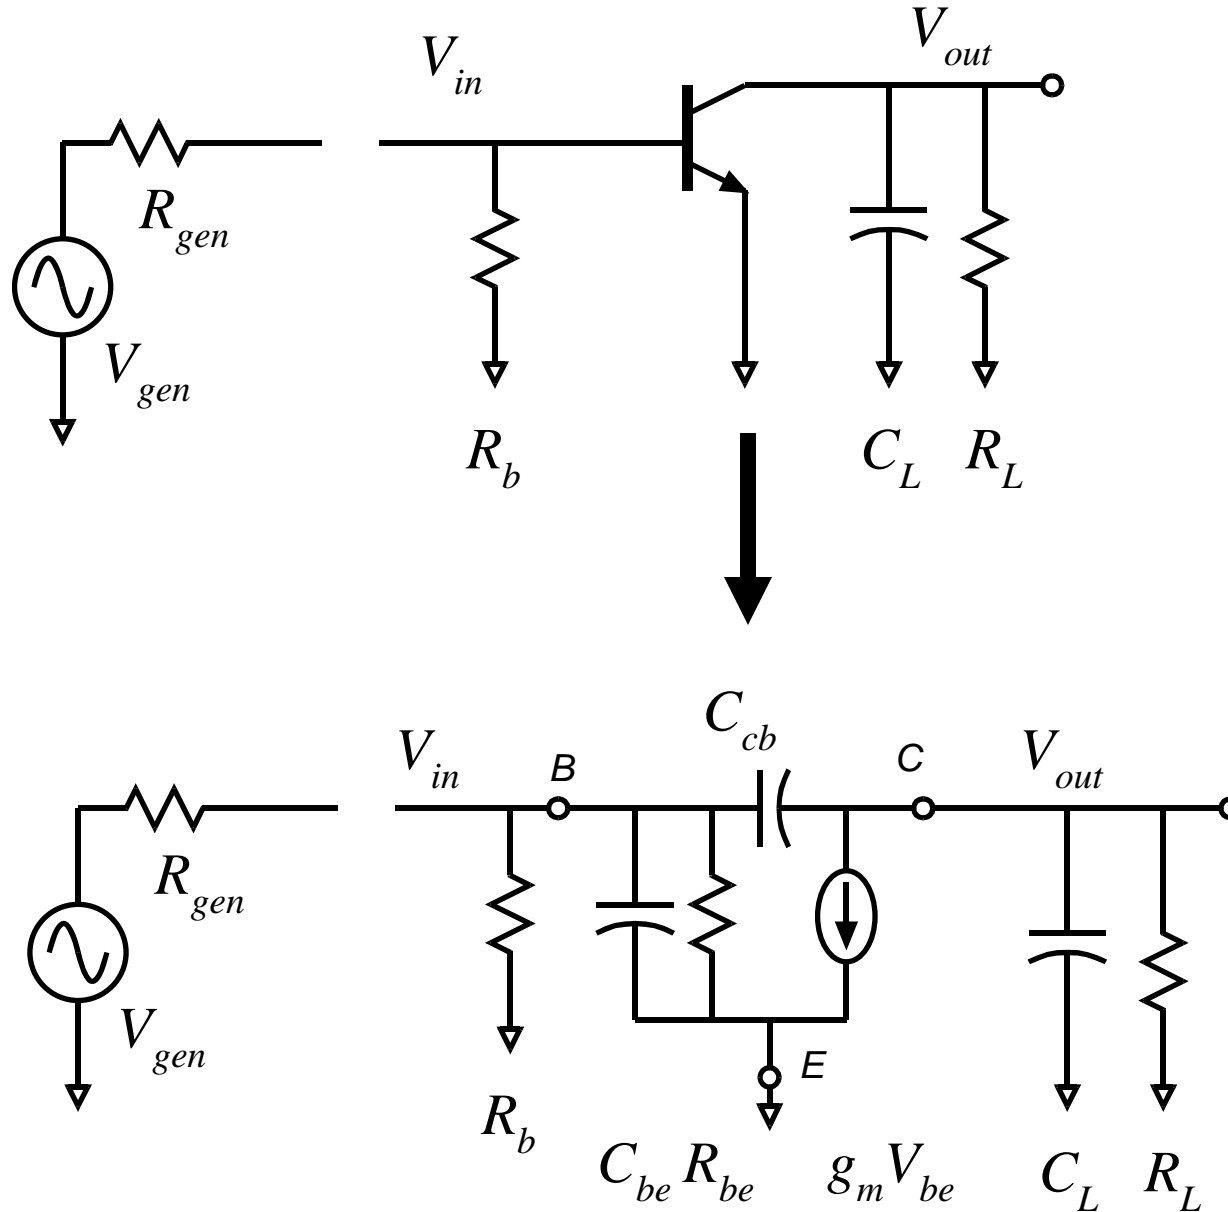 V_in V_out
R_gen
V_gen
R_b C_L R_L
C_cb
V_in B C V_out
R_gen
V_gen
E
R_b C_be R_be g_m V_be C_L R_L